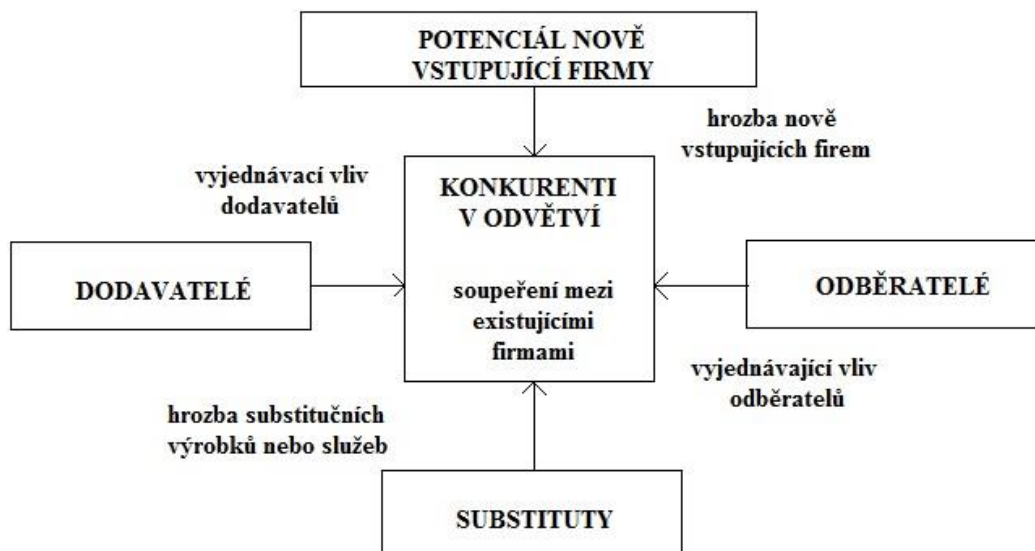 POTENCIÁL NOVĚ
VSTUPUJÍCÍ FIRMY
hrozba nově
vstupujících firem
vyjednávací vliv
dodavatelů
KONKURENTI
V ODVĚTVÍ
DODAVATELÉ
soupeření mezi
existujícími
firmami
ODBĚRATELÉ
vyjednávající vliv
odběratelů
hrozba substitučních
výrobků nebo služeb
SUBSTITUTY